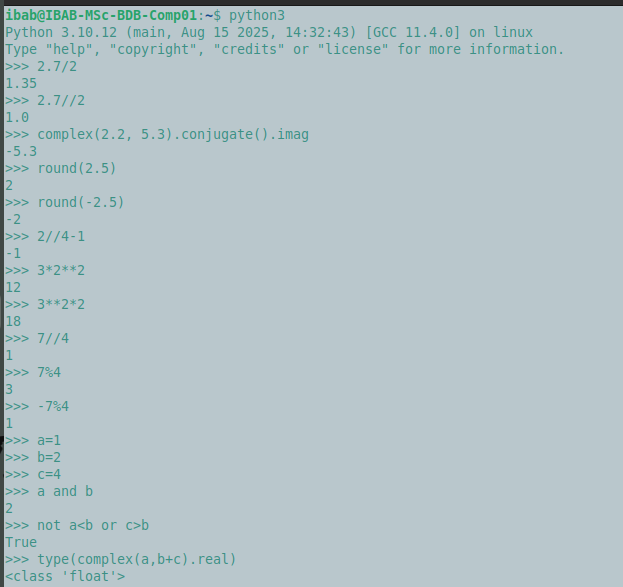 ibab@IBAB-MSc-BDB-Comp01:~$ python3
Python 3.10.12 (main, Aug 15 2025, 14:32:43) [GCC 11.4.0] on linux
Type "help", "copyright", "credits" or "license" for more information.
>>> 2.7/2
1.35
>>> 2.7//2
1.0
>>> complex(2.2, 5.3).conjugate().imag
-5.3
>>> round(2.5)
2
>>> round(-2.5)
-2
>>> 2//4-1
-1
>>> 3*2**2
12
>>> 3**2*2
18
>>> 7//4
1
>>> 7%4
3
>>> -7%4
1
>>> a=1
>>> b=2
>>> c=4
>>> a and b
2
>>> not a<b or c>b
True
>>> type(complex(a,b+c).real)
<class 'float'>